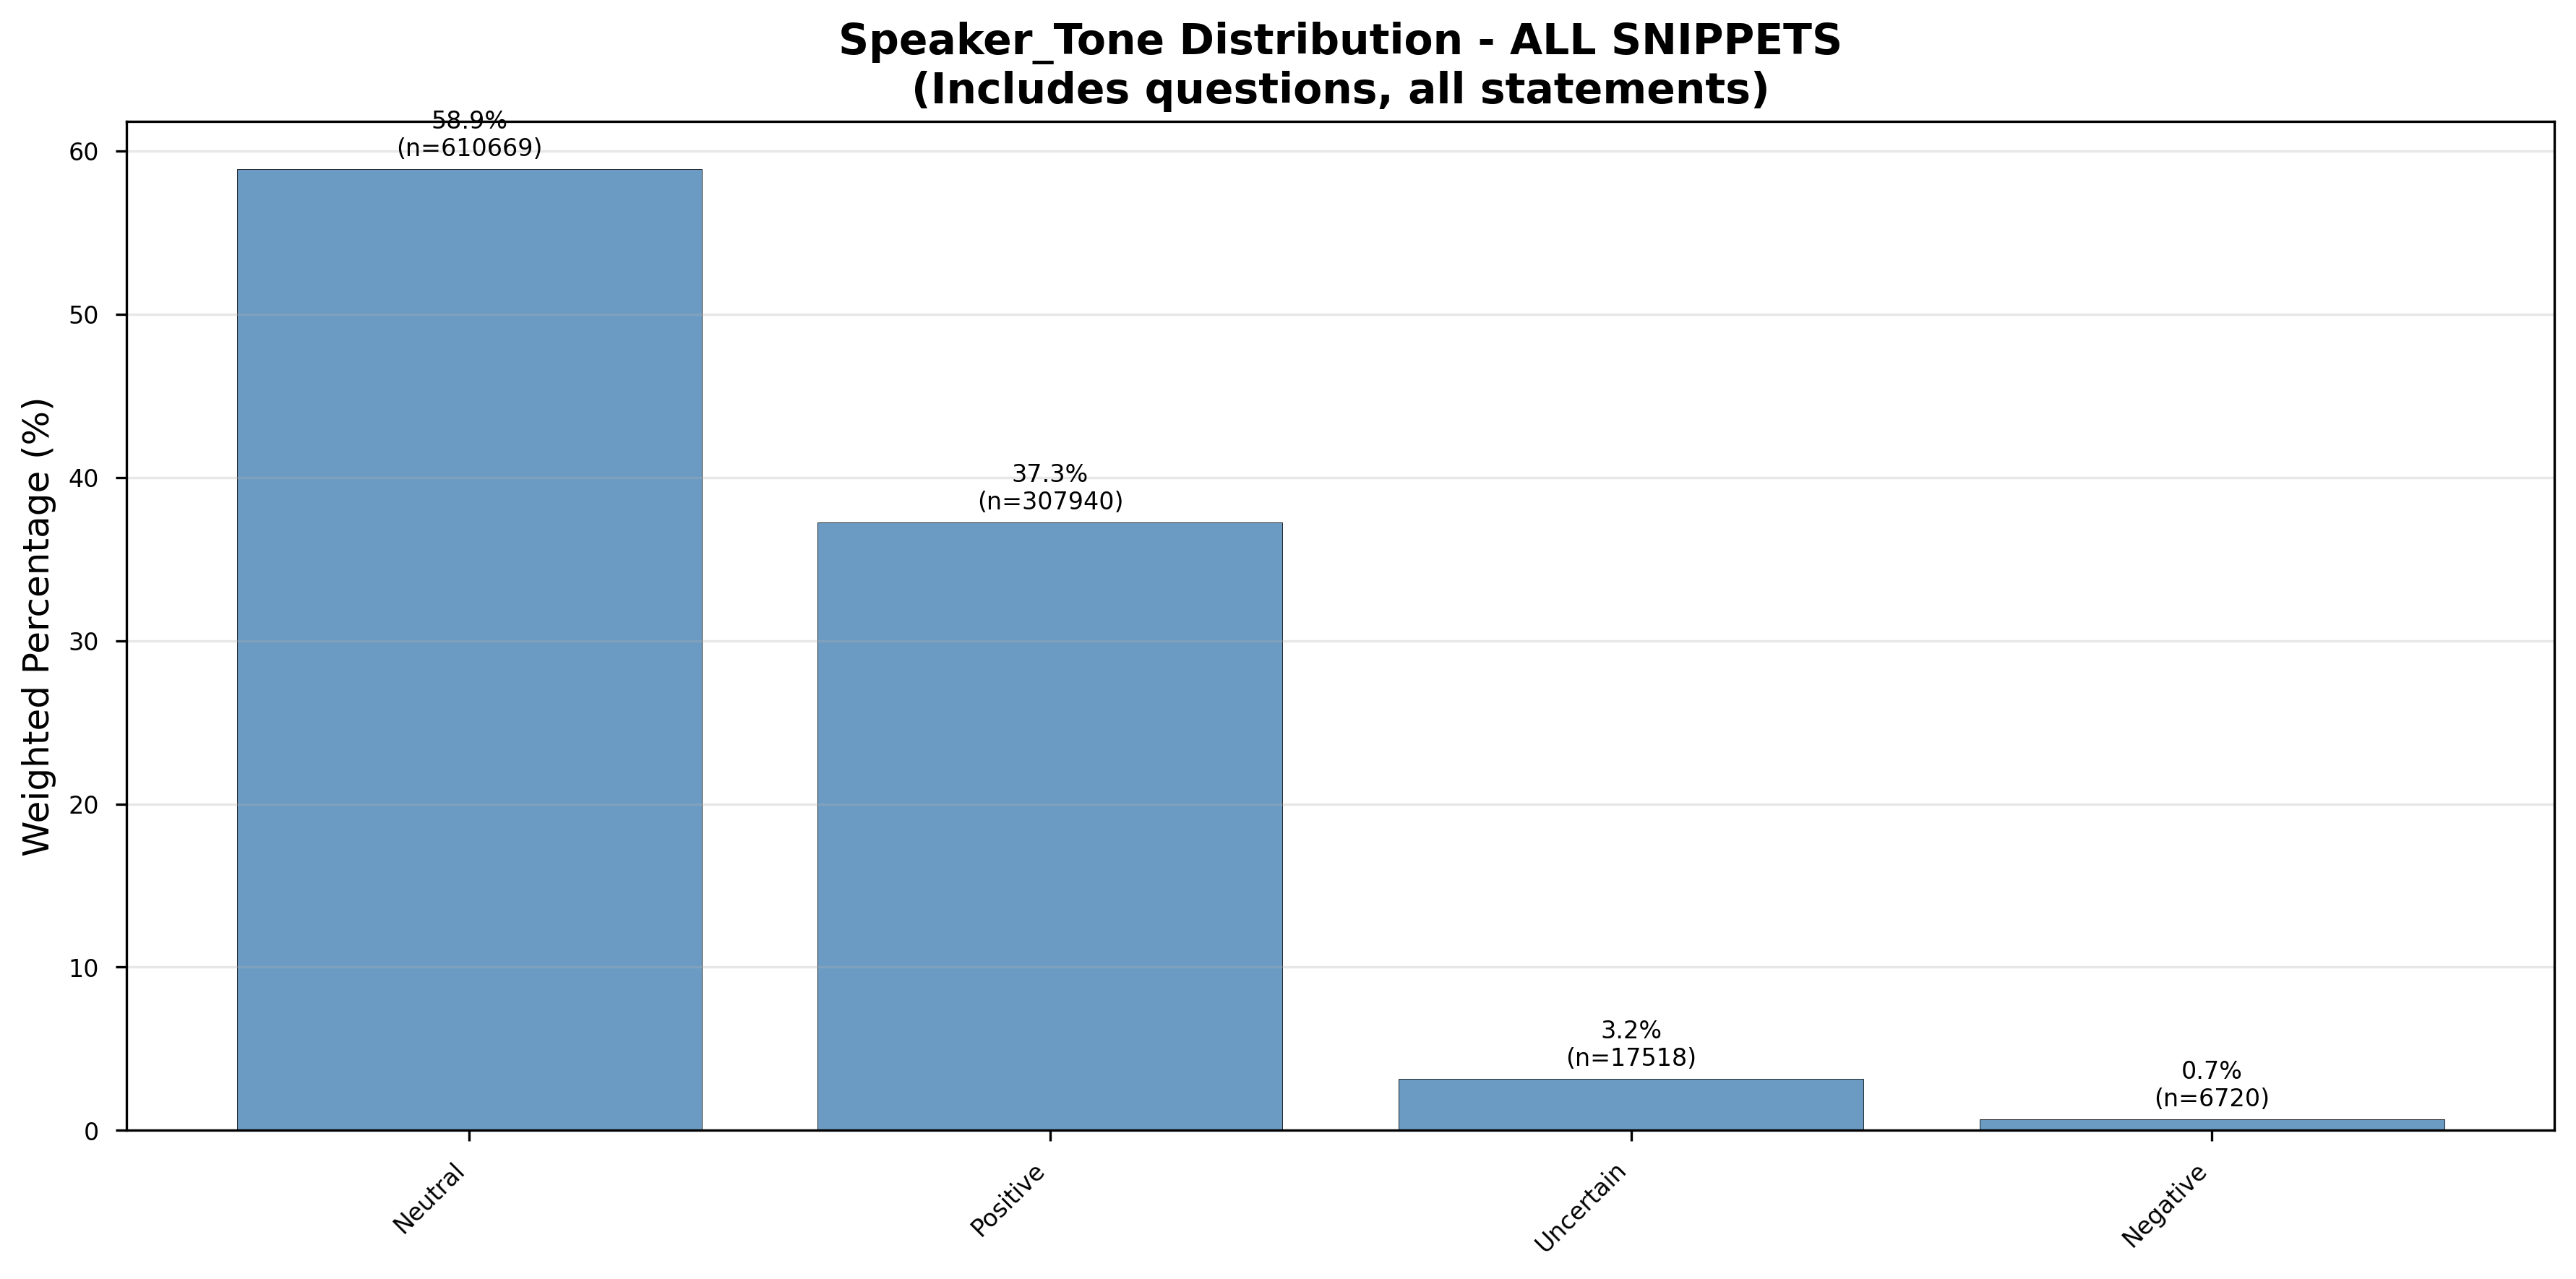 Speaker_Tone Distribution - ALL SNIPPETS
(Includes questions, all statements)
Weighted Percentage (%)
60
50
40
30
20
10
0
58.9%
(n=610669)
37.3%
(n=307940)
3.2%
(n=17518)
0.7%
(n=6720)
Neutral
Positive
Uncertain
Negative